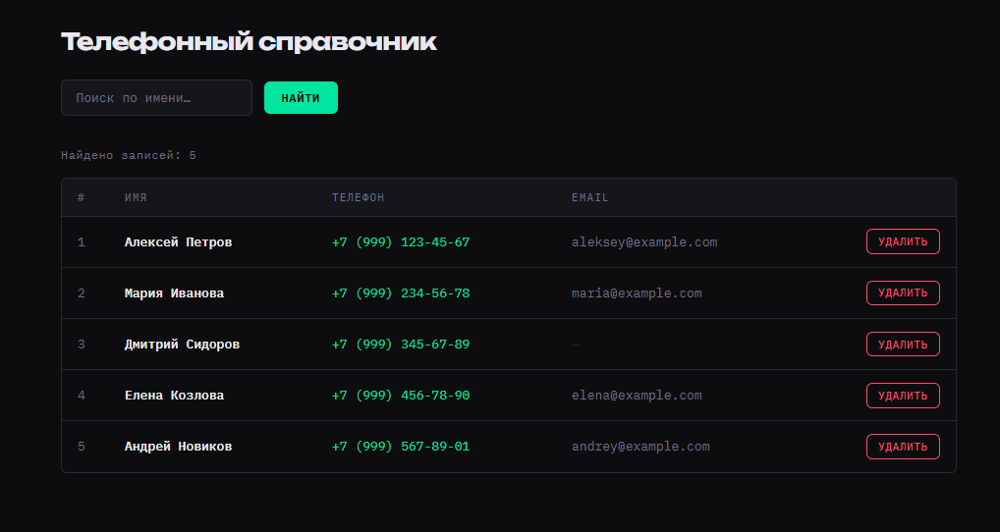 Телефонный справочник
Поиск по имени… НАЙТИ
Найдено записей: 5
# ИМЯ ТЕЛЕФОН EMAIL
1 Алексей Петров +7 (999) 123-45-67 aleksey@example.com УДАЛИТЬ
2 Мария Иванова +7 (999) 234-56-78 maria@example.com УДАЛИТЬ
3 Дмитрий Сидоров +7 (999) 345-67-89 — УДАЛИТЬ
4 Елена Козлова +7 (999) 456-78-90 elena@example.com УДАЛИТЬ
5 Андрей Новиков +7 (999) 567-89-01 andrey@example.com УДАЛИТЬ